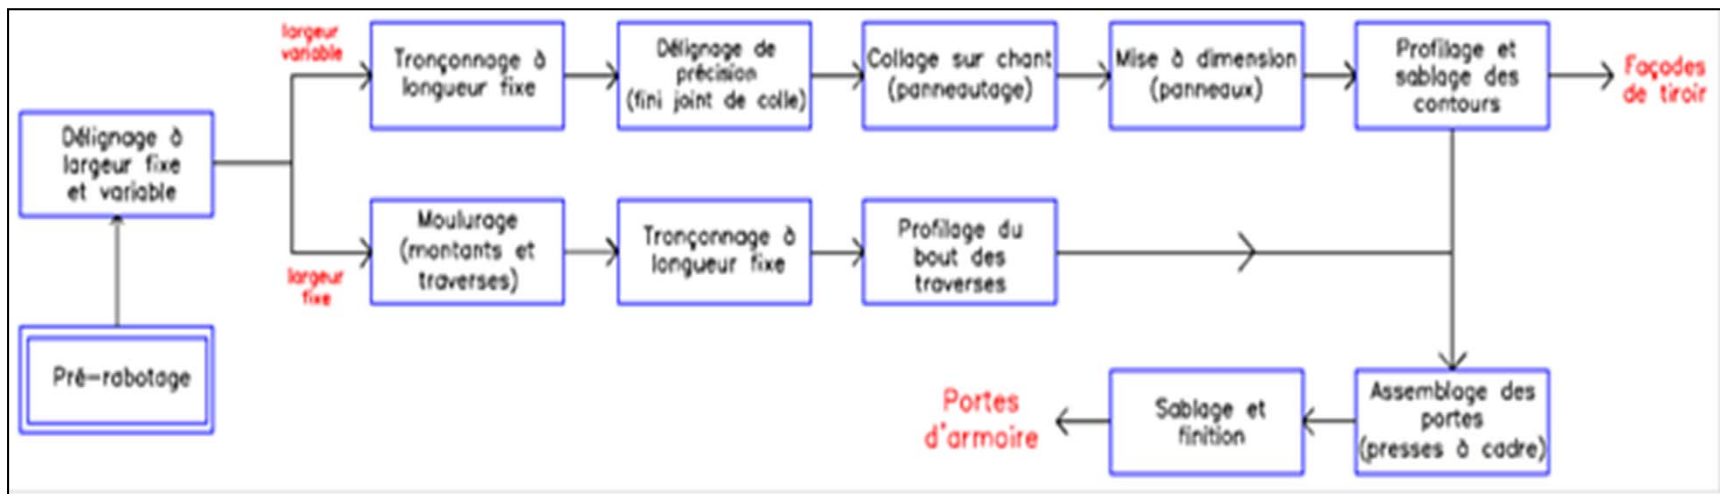 largeur
variable
Tronçonnage à
longueur fixe
Délignage de
précision
(fini joint de colle)
Collage sur chant
(panneautage)
Mise à dimension
(panneaux)
Profilage et
sablage des
contours
Façades
de tiroir
Délignage à
largeur fixe
et variable
largeur
fixe
Moulurage
(montants et
traverses)
Tronçonnage à
longueur fixe
Profilage du
bout des
traverses
Pré-rabotage
Portes
d'armoire
Sablage et
finition
Assemblage des
portes
(presses à cadre)